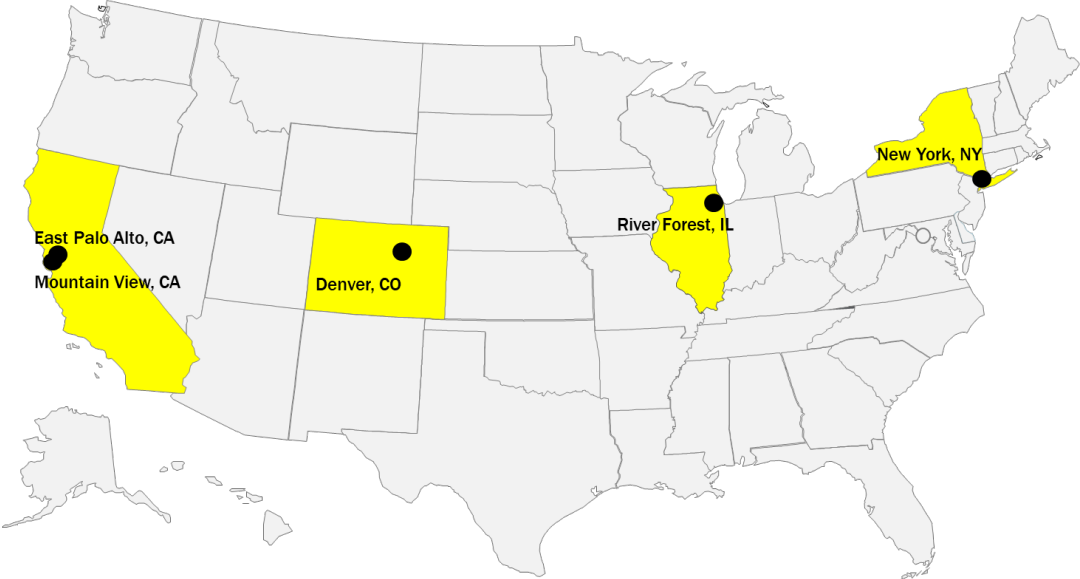 New York, NY
River Forest, IL
East Palo Alto, CA
Mountain View, CA
Denver, CO